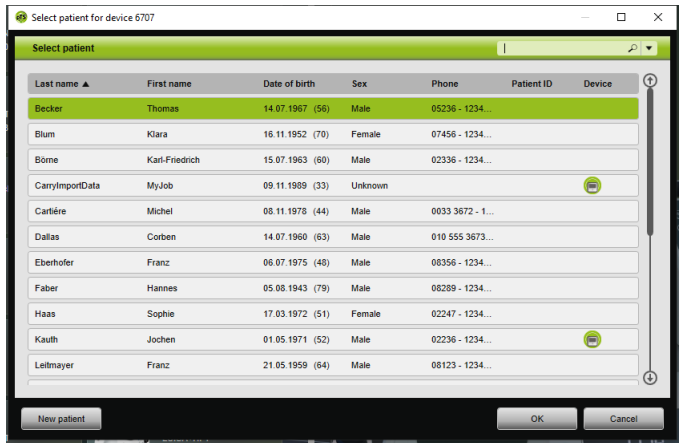 Select patient for device 6707
Select patient
Last name ▲ First name Date of birth Sex Phone Patient ID Device
Becker Thomas 14.07.1967 (56) Male 05236 - 1234...
Blum Klara 16.11.1952 (70) Female 07456 - 1234...
Börne Karl-Friedrich 15.07.1963 (60) Male 02336 - 1234...
CarryImportData MyJob 09.11.1989 (33) Unknown
Cartiére Michel 08.11.1978 (44) Male 0033 3672 - 1...
Dallas Corben 14.07.1960 (63) Male 010 555 3673...
Eberhofer Franz 06.07.1975 (48) Male 08356 - 1234...
Faber Hannes 05.08.1943 (79) Male 08289 - 1234...
Haas Sophie 17.03.1972 (51) Female 02247 - 1234...
Kauth Jochen 01.05.1971 (52) Male 02236 - 1234...
Leitmayer Franz 21.05.1959 (64) Male 08123 - 1234...
New patient OK Cancel